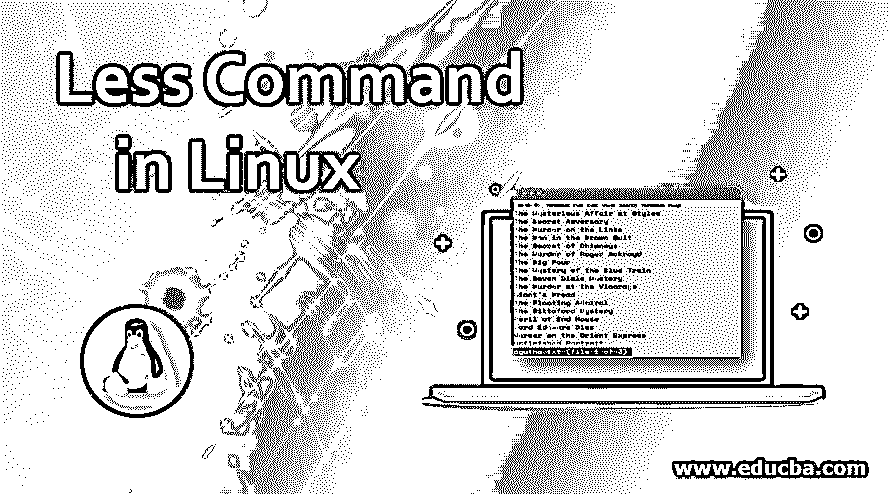 Less Command
in Linux
The Mysterious Affair at Styles
The Secret Adversary
The Murder on the Links
The Man in the Brown Suit
The Secret of Chimneys
The Murder of Roger Ackroyd
The Big Four
The Mystery of the Blue Train
The Seven Dials Mystery
The Murder at the Vicarage
Giant's Bread
The Floating Admiral
The Sittaford Mystery
Peril at End House
Lord Edgware Dies
Murder on the Orient Express
Unfinished Portrait
www.educba.com